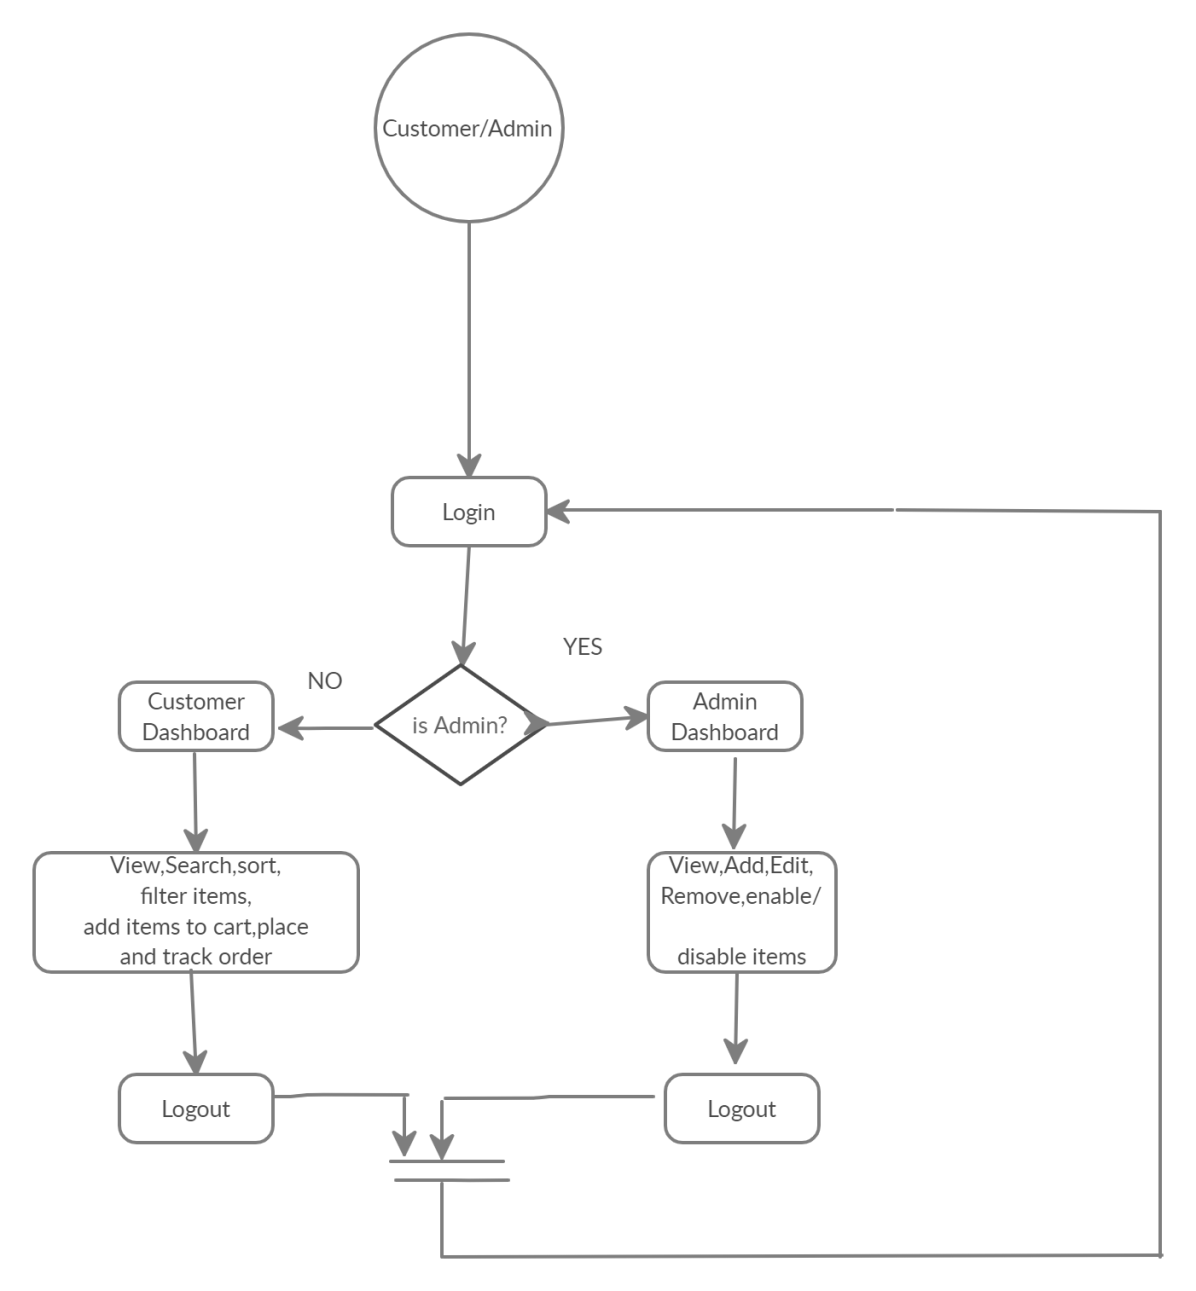 Customer/Admin
Login
YES
NO
is Admin?
Customer
Dashboard
Admin
Dashboard
View,Search,sort,
filter items,
add items to cart,place
and track order
View,Add,Edit,
Remove,enable/
disable items
Logout
Logout